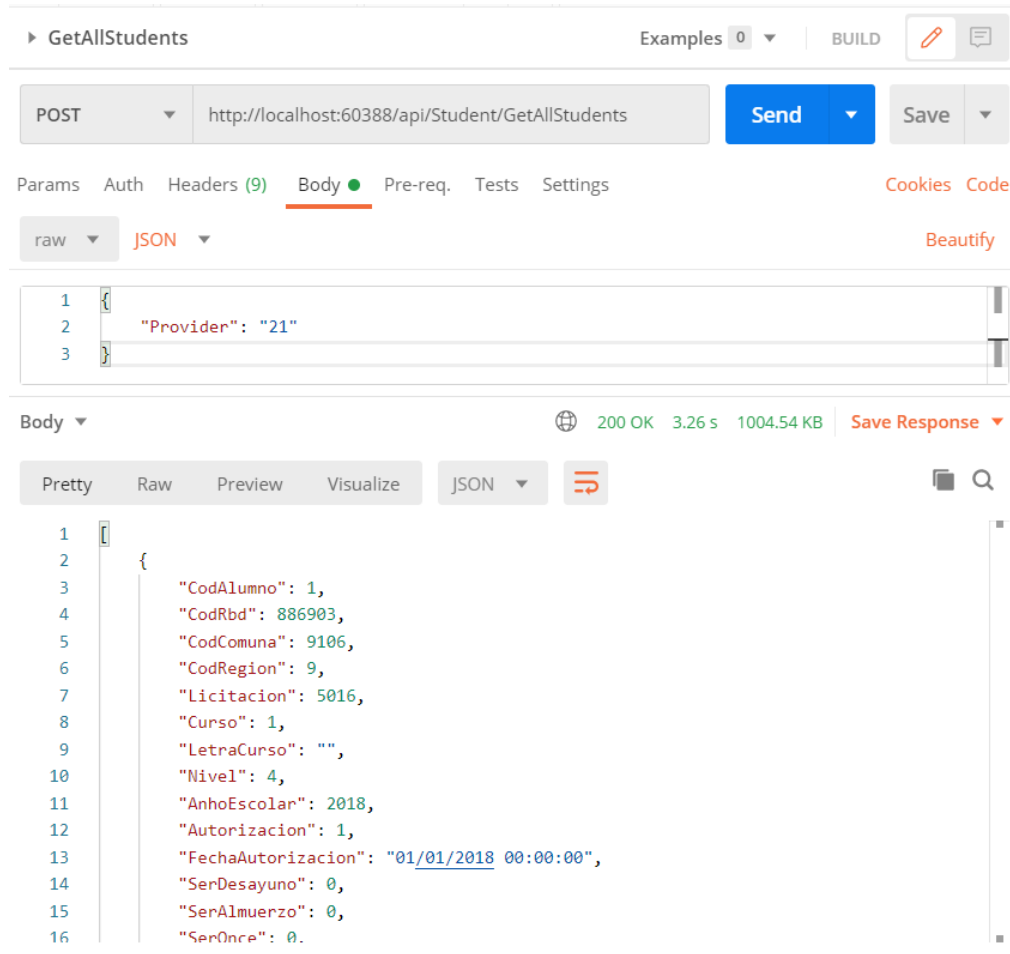 GetAllStudents Examples 0 BUILD
POST http://localhost:60388/api/Student/GetAllStudents Send Save
Params Auth Headers (9) Body Pre-req. Tests Settings Cookies Code
raw JSON Beautify
1 {
2 "Provider": "21"
3 }
Body 200 OK 3.26 s 1004.54 KB Save Response
Pretty Raw Preview Visualize JSON
1 [
2 {
3 "CodAlumno": 1,
4 "CodRbd": 886903,
5 "CodComuna": 9106,
6 "CodRegion": 9,
7 "Licitacion": 5016,
8 "Curso": 1,
9 "LetraCurso": "",
10 "Nivel": 4,
11 "AnhoEscolar": 2018,
12 "Autorizacion": 1,
13 "FechaAutorizacion": "01/01/2018 00:00:00",
14 "SerDesayuno": 0,
15 "SerAlmuerzo": 0,
16 "SerOnce": 0,